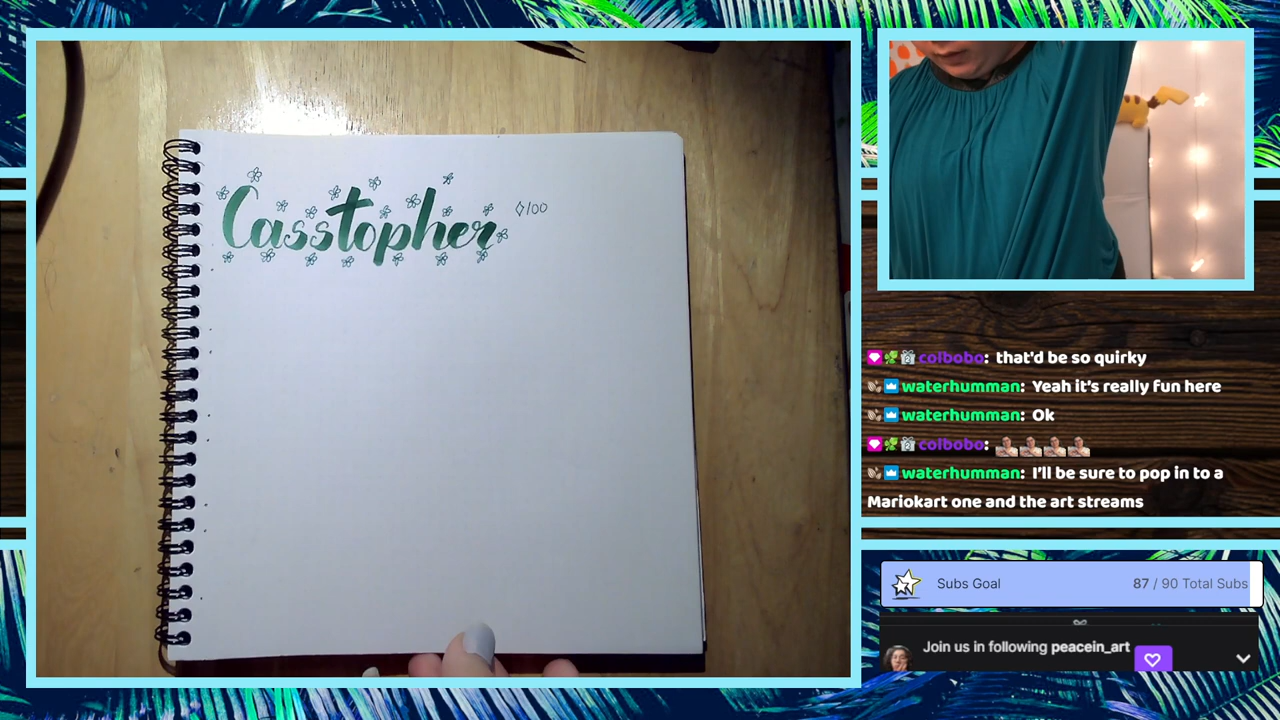 Casstopher
◊/00
colbobo: that'd be so quirky
waterhumman: Yeah it's really fun here
waterhumman: Ok
colbobo:
waterhumman: I'll be sure to pop in to a
Mariokart one and the art streams
Subs Goal 87 / 90 Total Subs
Join us in following peacein_art